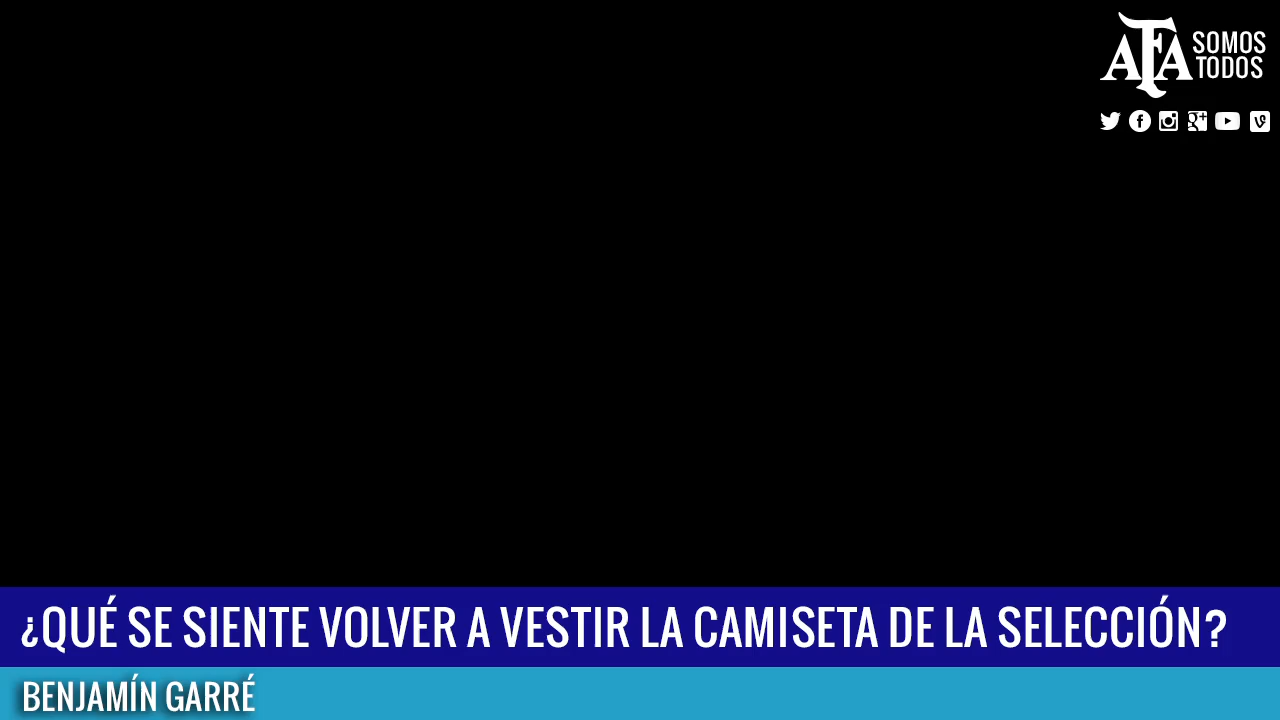 AFA SOMOS
TODOS
¿QUÉ SE SIENTE VOLVER A VESTIR LA CAMISETA DE LA SELECCIÓN?
BENJAMÍN GARRÉ